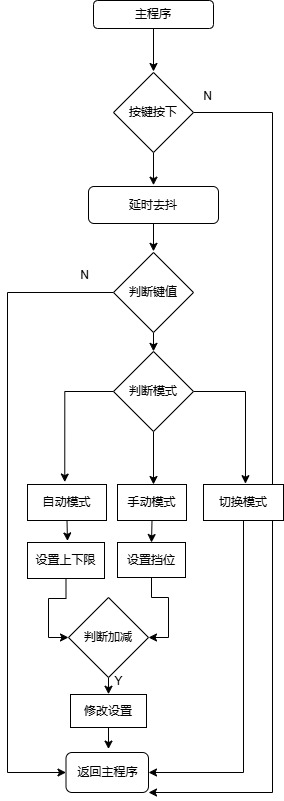 主程序
按键按下
N
延时去抖
N
判断键值
判断模式
自动模式
手动模式
切换模式
设置上下限
设置挡位
判断加减
Y
修改设置
返回主程序